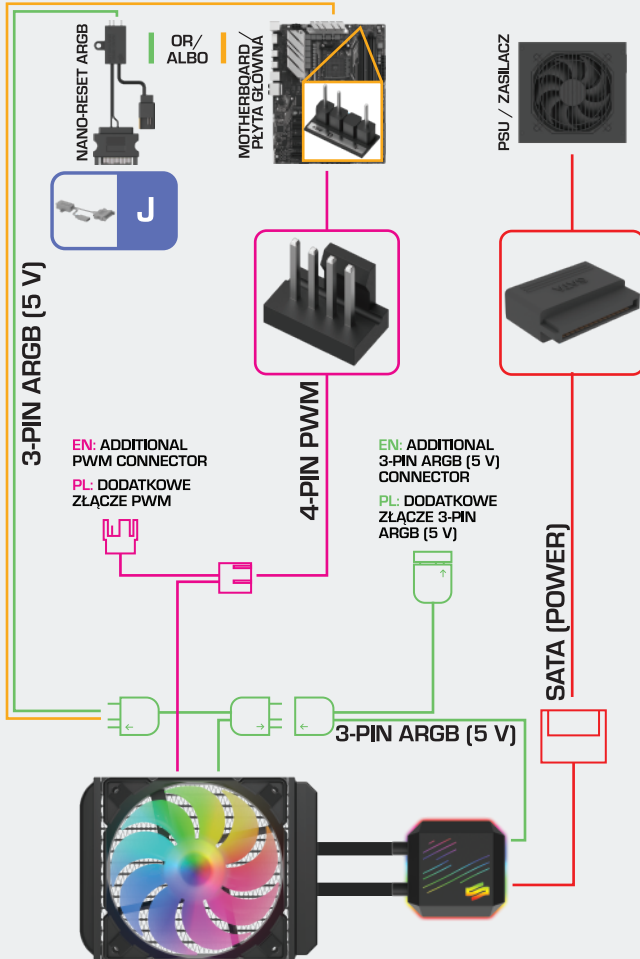 NANO-RESET ARGB
OR/
ALBO
MOTHERBOARD /
PŁYTA GŁÓWNA
PSU / ZASILACZ
J
SATA
3-PIN ARGB (5 V)
4-PIN PWM
EN: ADDITIONAL
PWM CONNECTOR
PL: DODATKOWE
ZŁĄCZE PWM
EN: ADDITIONAL
3-PIN ARGB (5 V)
CONNECTOR
PL: DODATKOWE
ZŁĄCZE 3-PIN
ARGB (5 V)
SATA (POWER)
3-PIN ARGB (5 V)